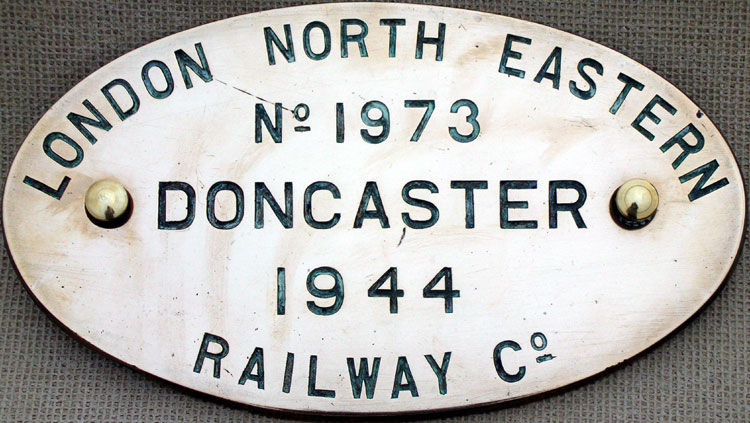 LONDON NORTH EASTERN
Nº 1973
DONCASTER
1944
RAILWAY Cº